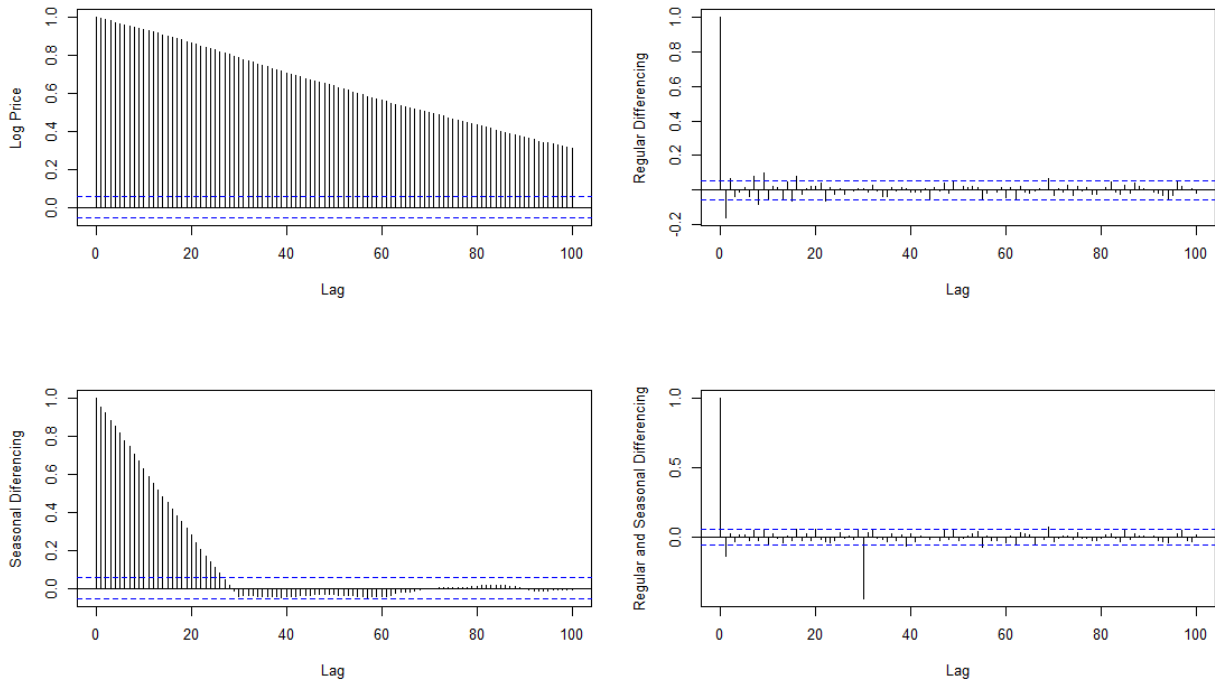 Log Price
0.0 0.2 0.4 0.6 0.8 1.0
0 20 40 60 80 100
Lag
Regular Differencing
-0.2 0.2 0.4 0.6 0.8 1.0
0 20 40 60 80 100
Lag
Seasonal Diferencing
0.0 0.2 0.4 0.6 0.8 1.0
0 20 40 60 80 100
Lag
Regular and Seasonal Differencing
0.0 0.5 1.0
0 20 40 60 80 100
Lag